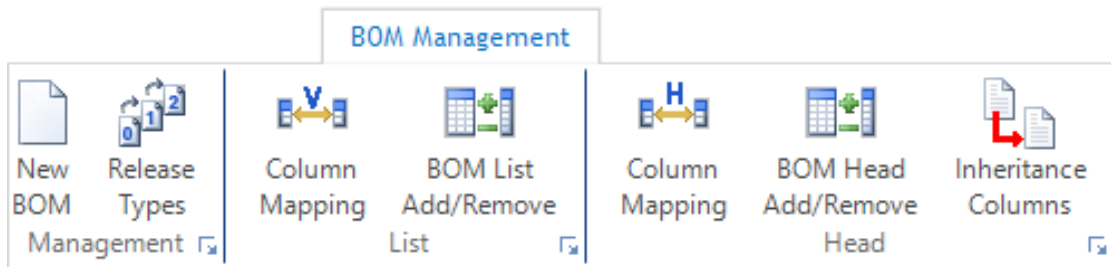 BOM Management
0 1 2
V
H
New BOM
Release Types
Column Mapping
BOM List Add/Remove
Column Mapping
BOM Head Add/Remove
Inheritance Columns
Management
List
Head